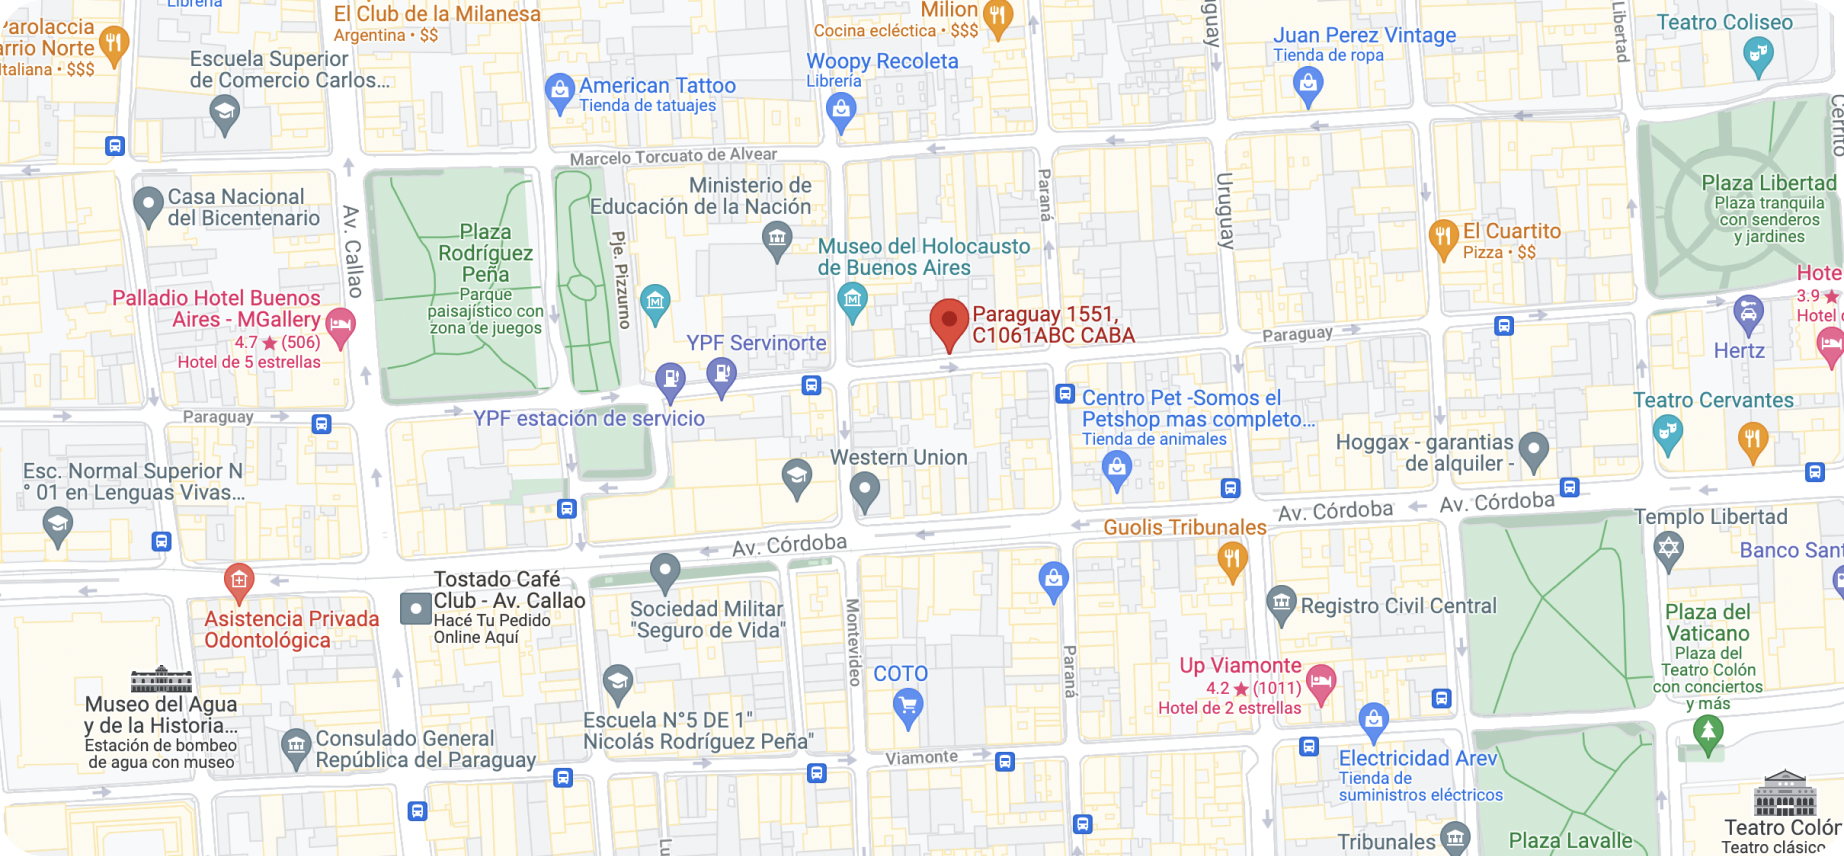 Librería
El Club de la Milanesa
Argentina • $$
Milion
Cocina ecléctica • $$$
Parolaccia
arrio Norte
Italiana • $$$
Escuela Superior
de Comercio Carlos...
American Tattoo
Tienda de tatuajes
Woopy Recoleta
Librería
uguay
Juan Perez Vintage
Tienda de ropa
Libertad
Teatro Coliseo
Cerrito
Marcelo Torcuato de Alvear
Casa Nacional
del Bicentenario
Av. Callao
Plaza
Rodríguez
Peña
Parque
paisajístico con
zona de juegos
Pje. Pizzurno
Ministerio de
Educación de la Nación
Museo del Holocausto
de Buenos Aires
Paraná
Uruguay
El Cuartito
Pizza • $$
Plaza Libertad
Plaza tranquila
con senderos
y jardines
Palladio Hotel Buenos
Aires - MGallery
4.7 ★ (506)
Hotel de 5 estrellas
YPF Servinorte
Paraguay 1551,
C1061ABC CABA
Paraguay
Hote
3.9 ★
Hotel
Hertz
Paraguay
YPF estación de servicio
Centro Pet -Somos el
Petshop mas completo...
Tienda de animales
Teatro Cervantes
Hoggax - garantias
de alquiler -
Esc. Normal Superior N
° 01 en Lenguas Vivas...
Western Union
Av. Córdoba
Av. Córdoba
Av. Córdoba
Guolis Tribunales
Templo Libertad
Banco Sant
Asistencia Privada
Odontológica
Tostado Café
Club - Av. Callao
Hacé Tu Pedido
Online Aquí
Sociedad Militar
"Seguro de Vida"
Montevideo
Paraná
Registro Civil Central
Plaza del
Vaticano
Plaza del
Teatro Colón
con conciertos
y más
Up Viamonte
4.2 ★ (1011)
Hotel de 2 estrellas
COTO
Museo del Agua
y de la Historia...
Estación de bombeo
de agua con museo
Escuela N°5 DE 1"
Nicolás Rodríguez Peña"
Consulado General
República del Paraguay
Viamonte
Electricidad Arev
Tienda de
suministros eléctricos
Lu
Tribunales
Plaza Lavalle
Teatro Colór
Teatro clásico